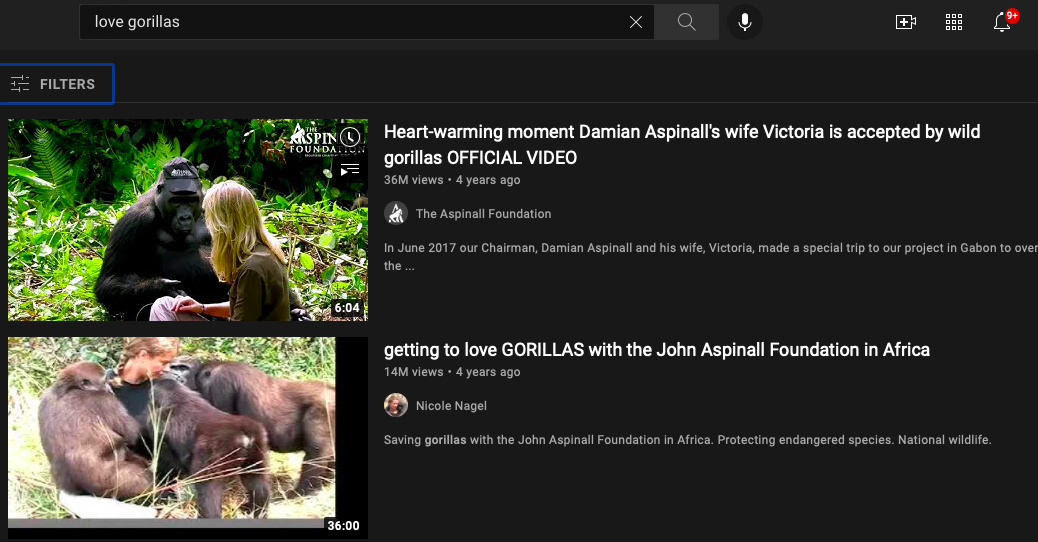 love gorillas
9+
FILTERS
THE
ASPIN
FOUNDATION
6:04
Heart-warming moment Damian Aspinall's wife Victoria is accepted by wild
gorillas OFFICIAL VIDEO
36M views • 4 years ago
The Aspinall Foundation
In June 2017 our Chairman, Damian Aspinall and his wife, Victoria, made a special trip to our project in Gabon to over
the ...
36:00
getting to love GORILLAS with the John Aspinall Foundation in Africa
14M views • 4 years ago
Nicole Nagel
Saving gorillas with the John Aspinall Foundation in Africa. Protecting endangered species. National wildlife.